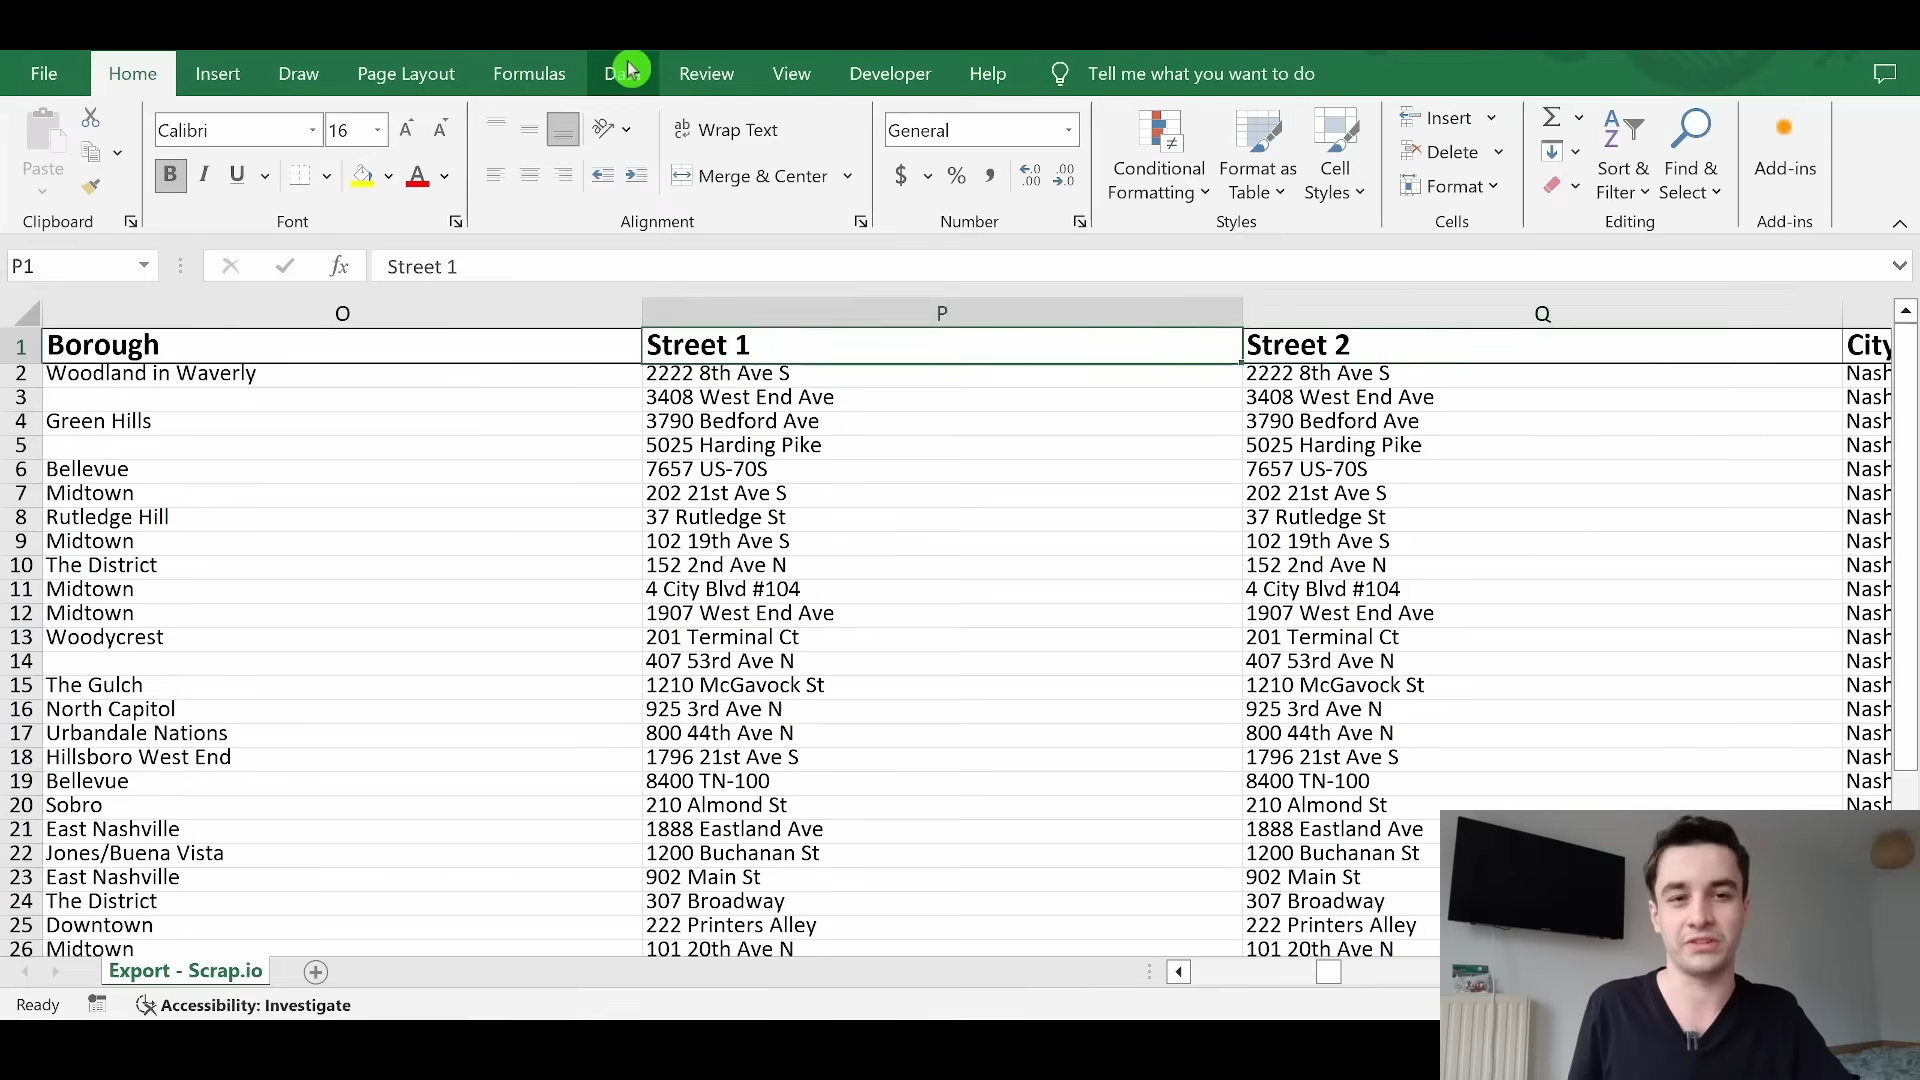 File Home Insert Draw Page Layout Formulas Data Review View Developer Help Tell me what you want to do
Calibri 16 Wrap Text General Insert
Paste Merge & Center $ % Conditional Formatting Format as Table Cell Styles Delete Format Sort & Filter Find & Select Add-ins
Clipboard Font Alignment Number Styles Cells Editing Add-ins
P1 fx Street 1
O P Q
1 Borough Street 1 Street 2 City
2 Woodland in Waverly 2222 8th Ave S 2222 8th Ave S Nash
3 3408 West End Ave 3408 West End Ave Nash
4 Green Hills 3790 Bedford Ave 3790 Bedford Ave Nash
5 5025 Harding Pike 5025 Harding Pike Nash
6 Bellevue 7657 US-70S 7657 US-70S Nash
7 Midtown 202 21st Ave S 202 21st Ave S Nash
8 Rutledge Hill 37 Rutledge St 37 Rutledge St Nash
9 Midtown 102 19th Ave S 102 19th Ave S Nash
10 The District 152 2nd Ave N 152 2nd Ave N Nash
11 Midtown 4 City Blvd #104 4 City Blvd #104 Nash
12 Midtown 1907 West End Ave 1907 West End Ave Nash
13 Woodycrest 201 Terminal Ct 201 Terminal Ct Nash
14 407 53rd Ave N 407 53rd Ave N Nash
15 The Gulch 1210 McGavock St 1210 McGavock St Nash
16 North Capitol 925 3rd Ave N 925 3rd Ave N Nash
17 Urbandale Nations 800 44th Ave N 800 44th Ave N Nash
18 Hillsboro West End 1796 21st Ave S 1796 21st Ave S Nash
19 Bellevue 8400 TN-100 8400 TN-100 Nash
20 Sobro 210 Almond St 210 Almond St Nash
21 East Nashville 1888 Eastland Ave 1888 Eastland Ave
22 Jones/Buena Vista 1200 Buchanan St 1200 Buchanan St
23 East Nashville 902 Main St 902 Main St
24 The District 307 Broadway 307 Broadway
25 Downtown 222 Printers Alley 222 Printers Alley
26 Midtown 101 20th Ave N 101 20th Ave N
Export - Scrap.io
Ready Accessibility: Investigate